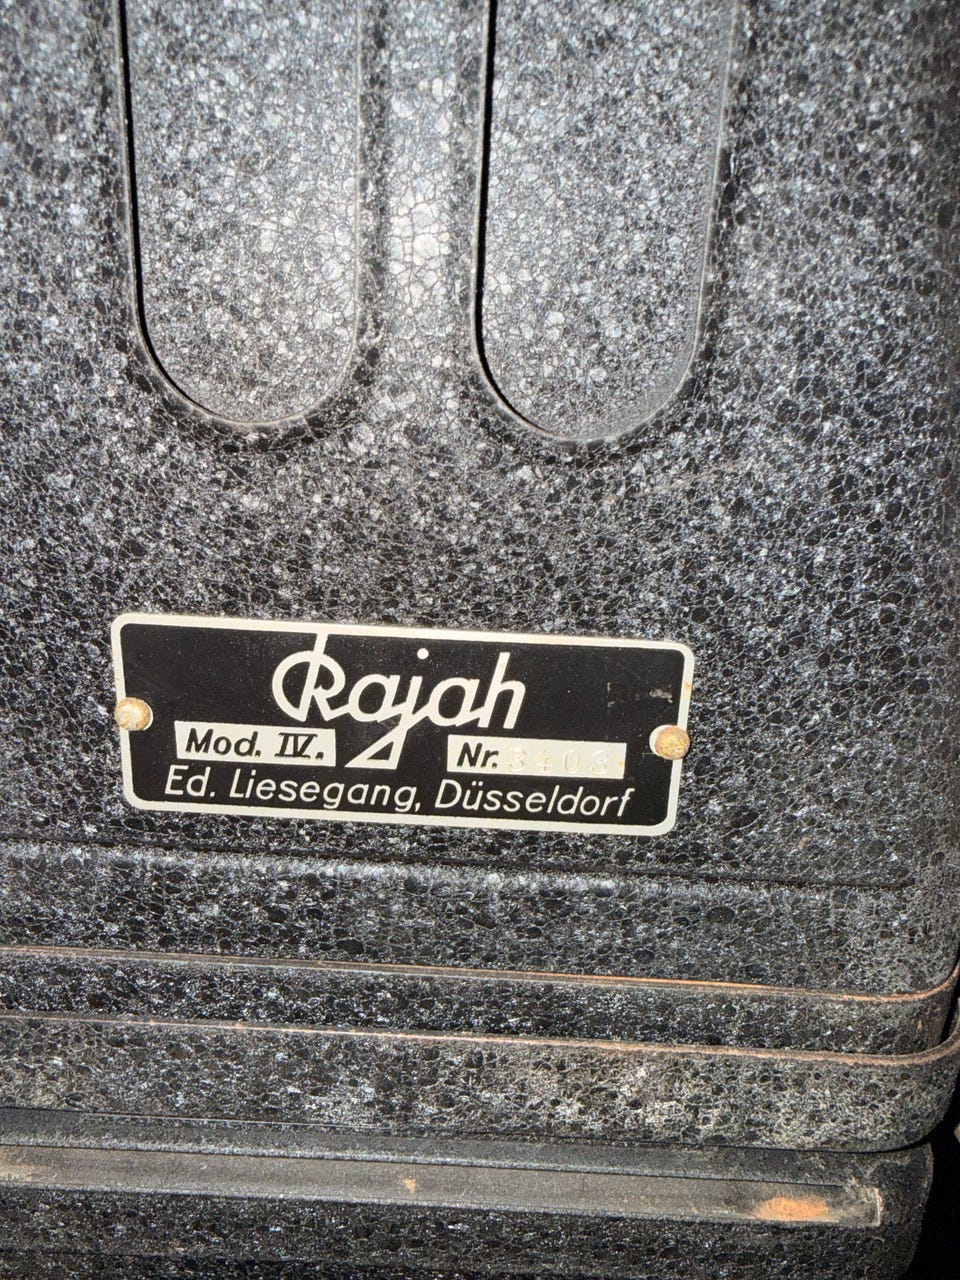 Rajah
Mod. IV. Nr. 3403
Ed. Liesegang, Düsseldorf